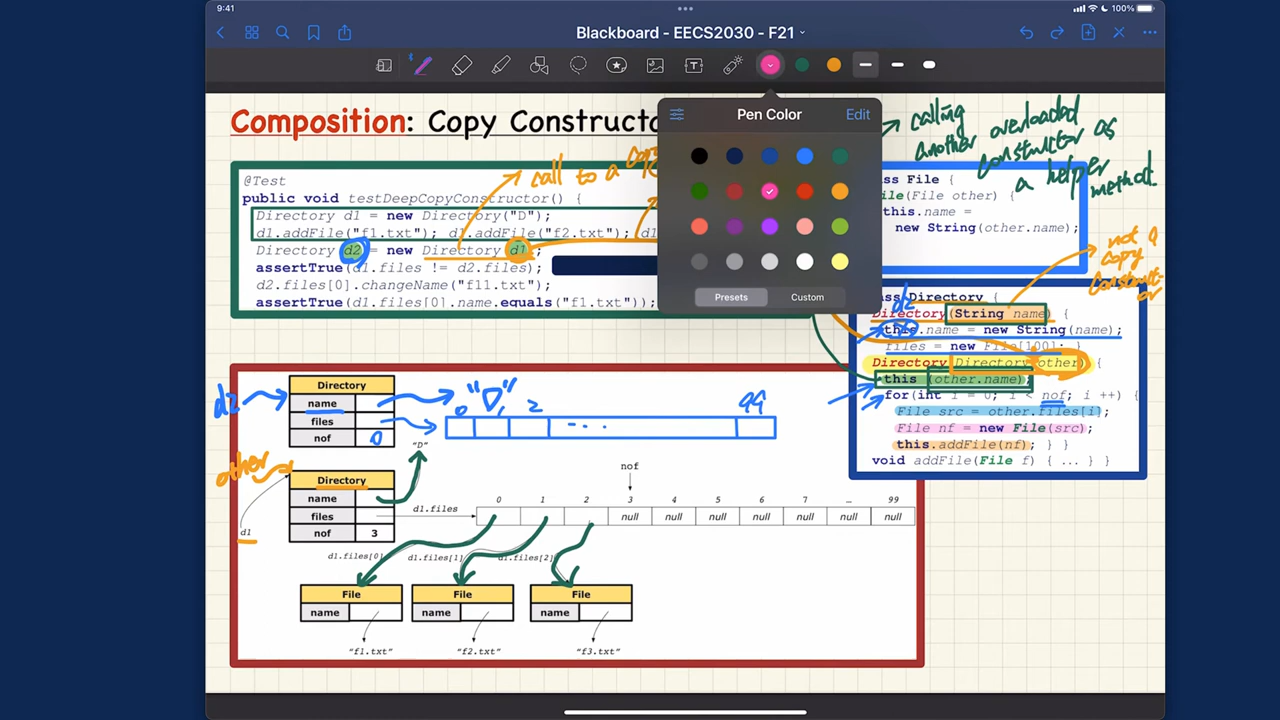 9:41
100%
Blackboard - EECS2030 - F21
Composition: Copy Constructo
Pen Color
Edit
Presets
Custom
calling
another
overloaded
constructor as
a helper
method.
call to a copy
@Test
public void testDeepCopyConstructor() {
Directory d1 = new Directory("D");
d1.addFile("f1.txt"); d1.addFile("f2.txt"); d1
Directory d2 = new Directory d1;
assertTrue(d1.files != d2.files);
d2.files[0].changeName("f11.txt");
assertTrue(d1.files[0].name.equals("f1.txt"));
ss File {
ile(File other) {
this.name =
new String(other.name);
not a
copy
construct-
or
d2
ass Directory {
Directory(String name) {
this.name = new String(name);
files = new File[100]; }
Directory(Directory other) {
this (other.name);
for(int i = 0; i < nof; i ++) {
File src = other.files[i];
File nf = new File(src);
this.addFile(nf); } }
void addFile(File f) { ... } }
d2
Directory
name
files
nof 0
"D"
0 1 2 99
"D"
other
Directory
name
files
nof 3
d1
d1.files
nof
0 1 2 3 4 5 6 7 … 99
null null null null null null
d1.files[0] d1.files[1] d1.files[2]
File File File
name name name
"f1.txt" "f2.txt" "f3.txt"